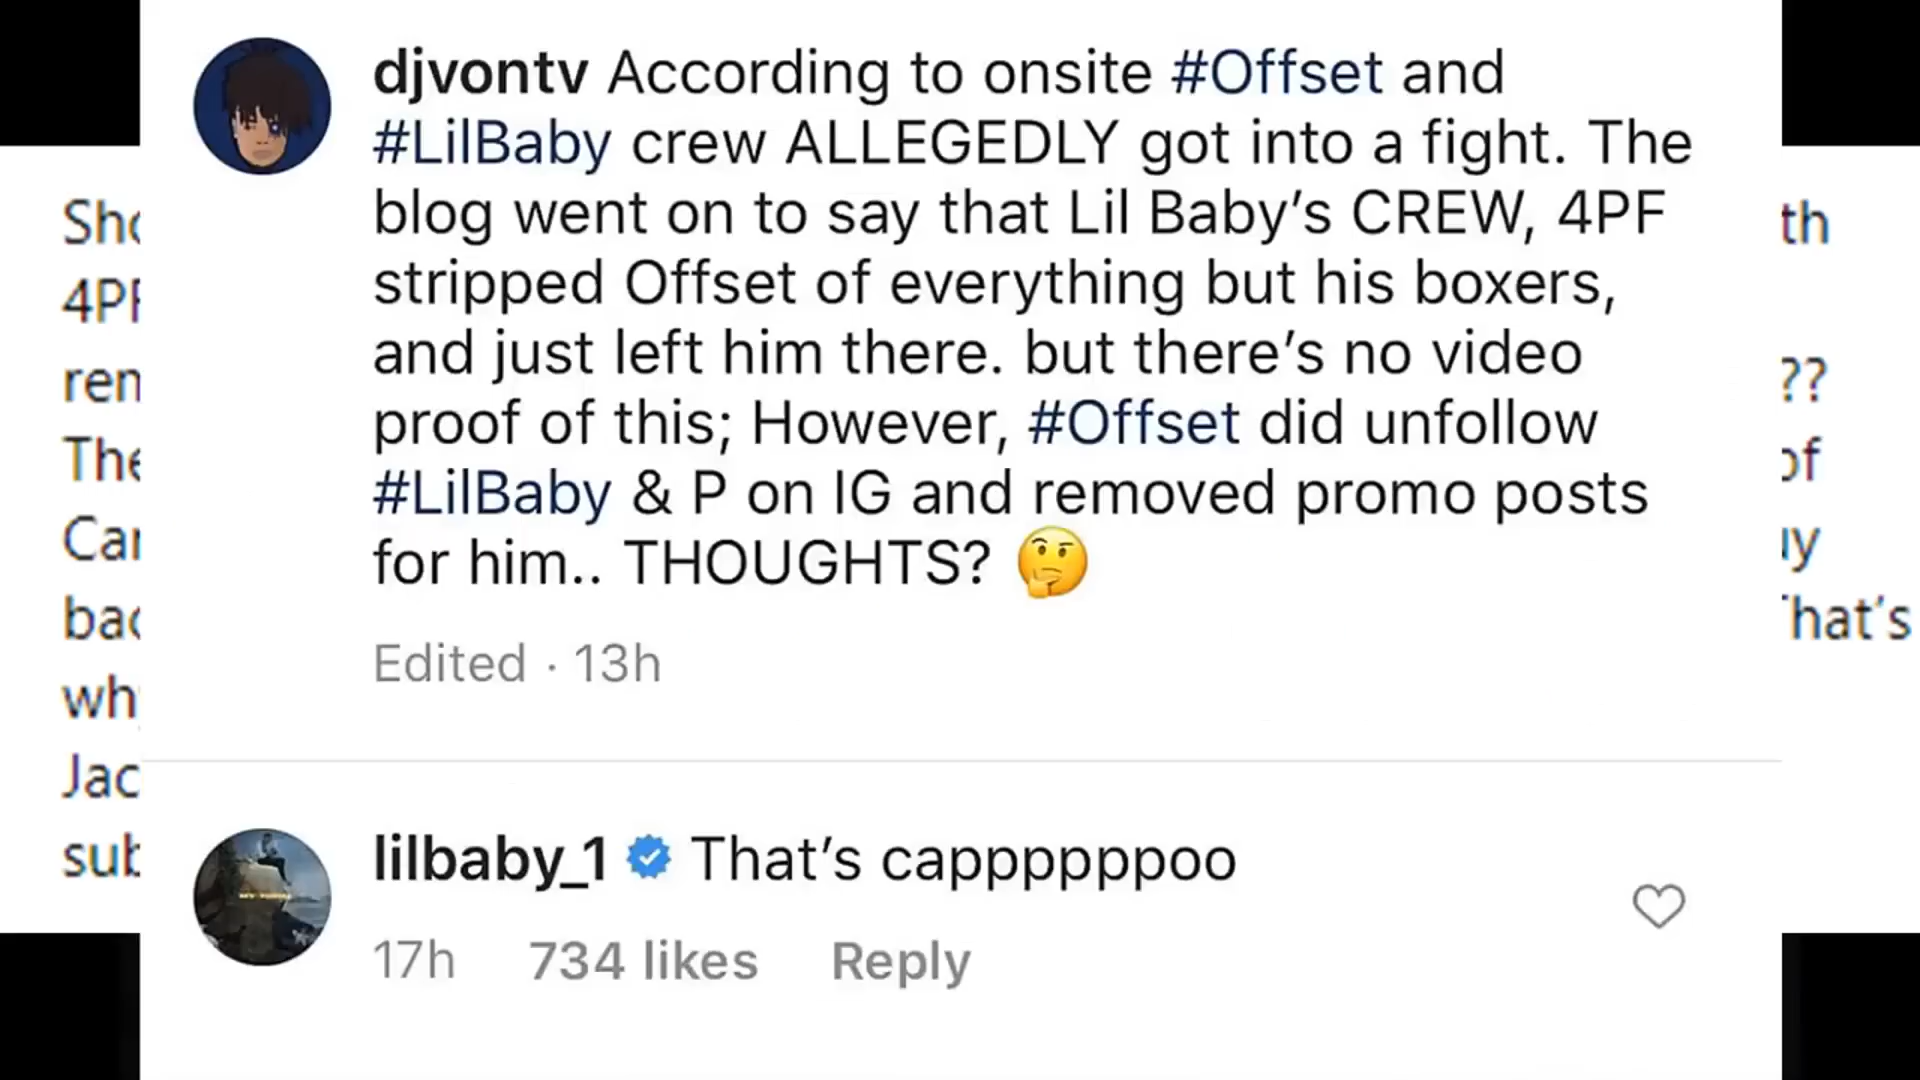 djvontv According to onsite #Offset and
#LilBaby crew ALLEGEDLY got into a fight. The
blog went on to say that Lil Baby’s CREW, 4PF
stripped Offset of everything but his boxers,
and just left him there. but there’s no video
proof of this; However, #Offset did unfollow
#LilBaby & P on IG and removed promo posts
for him.. THOUGHTS? 🤔
Edited · 13h
lilbaby_1 That’s cappppppoo
17h 734 likes Reply
th
??
of